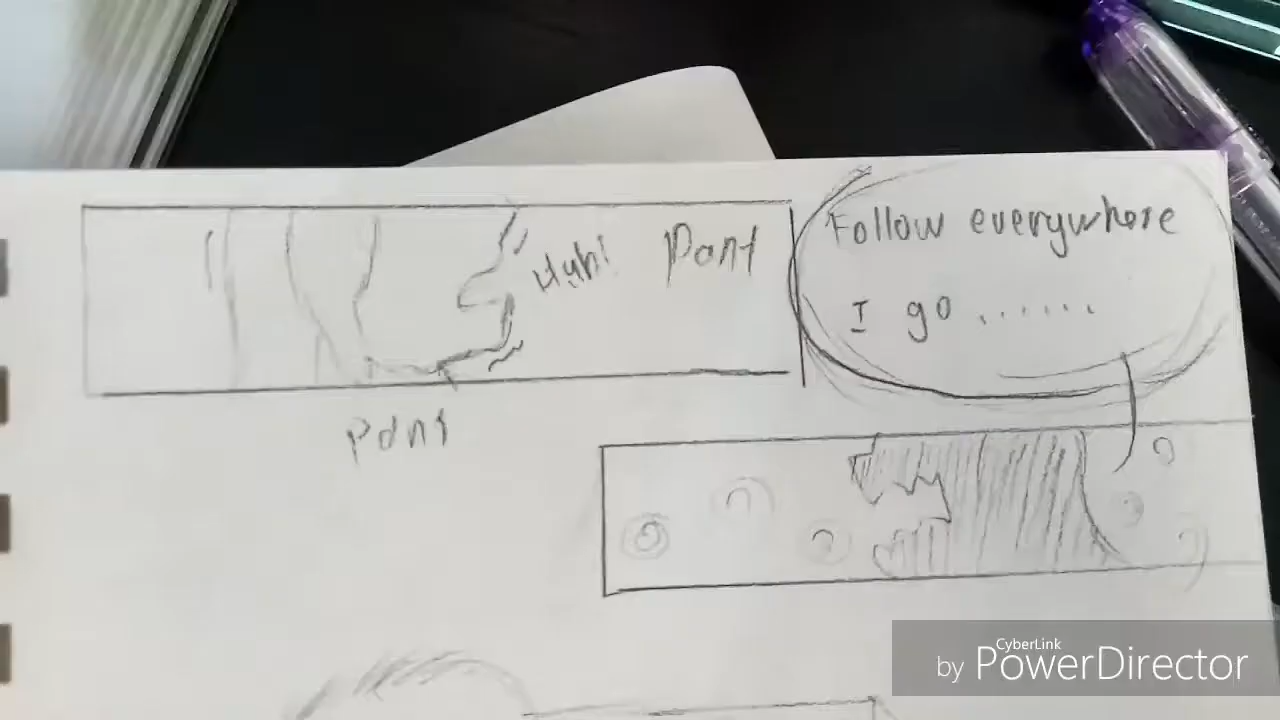 Huh! Pant
Follow everywhere
I go......
Pant
CyberLink
by PowerDirector